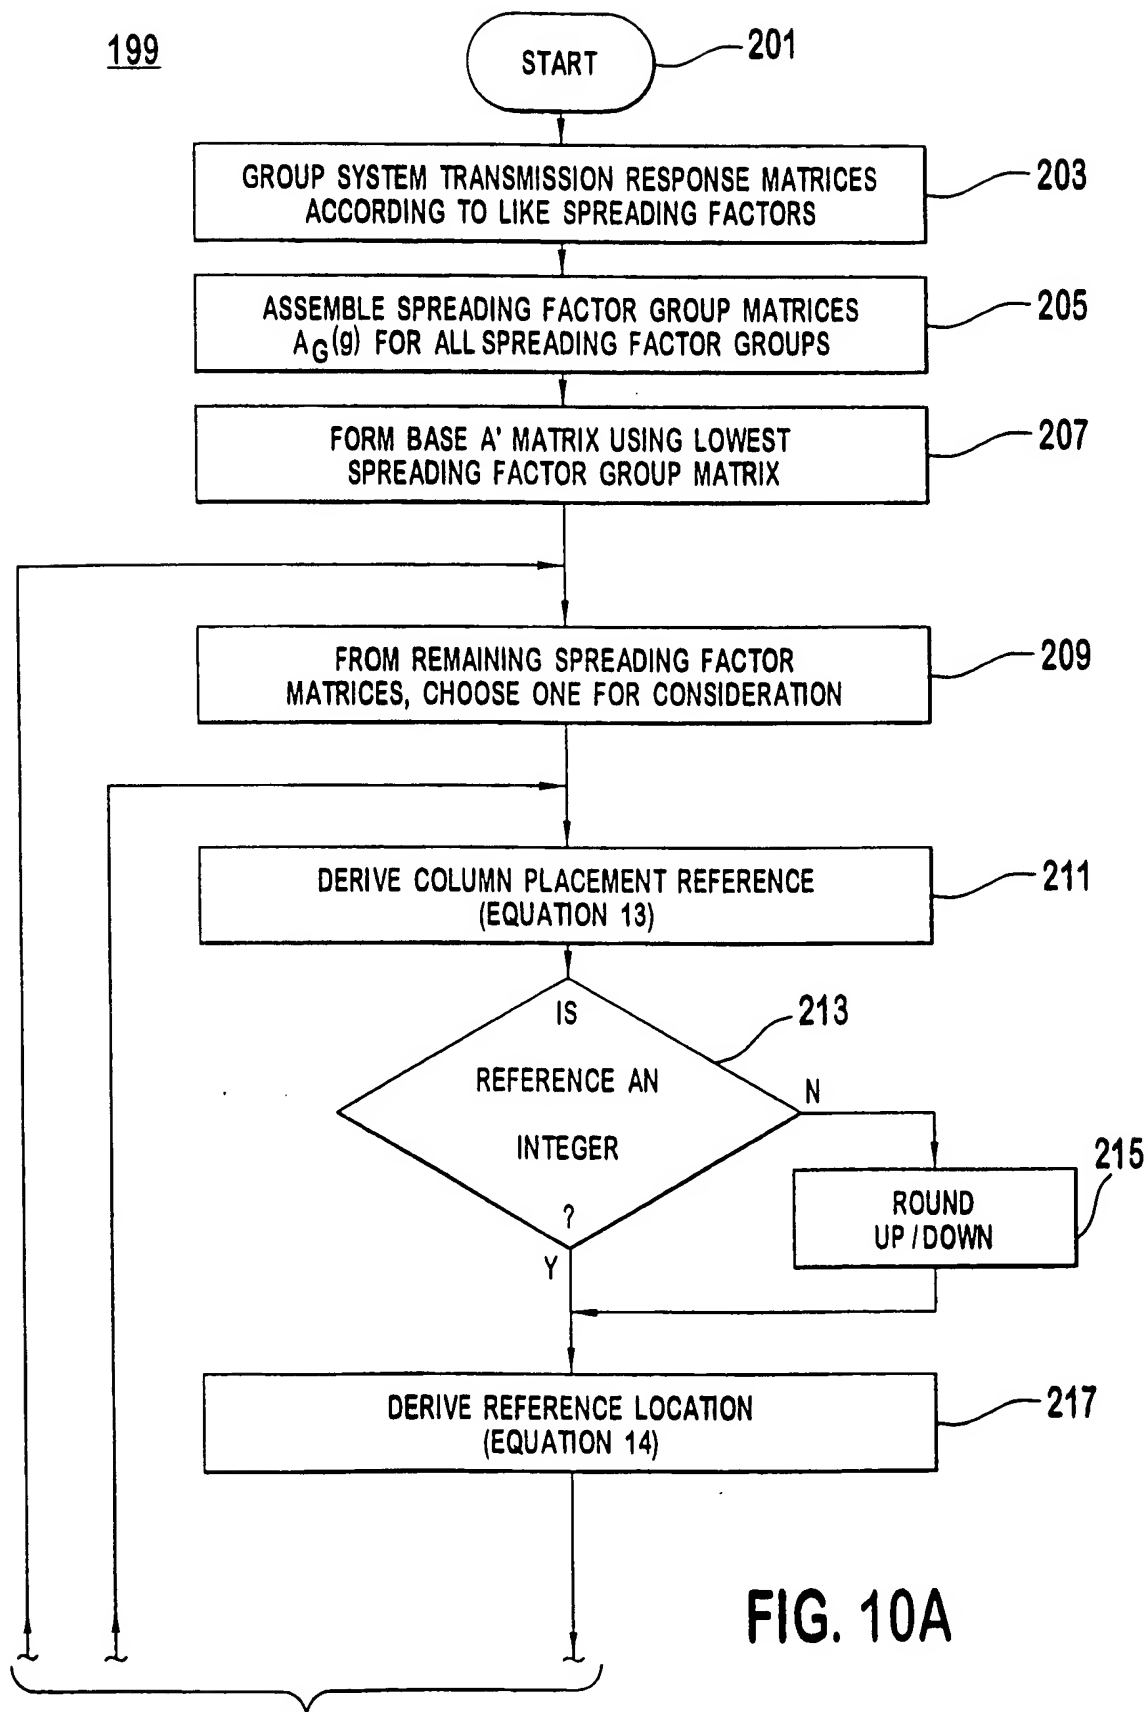 199
START
201
GROUP SYSTEM TRANSMISSION RESPONSE MATRICES
ACCORDING TO LIKE SPREADING FACTORS
203
ASSEMBLE SPREADING FACTOR GROUP MATRICES
AG(g) FOR ALL SPREADING FACTOR GROUPS
205
FORM BASE A' MATRIX USING LOWEST
SPREADING FACTOR GROUP MATRIX
207
FROM REMAINING SPREADING FACTOR
MATRICES, CHOOSE ONE FOR CONSIDERATION
209
DERIVE COLUMN PLACEMENT REFERENCE
(EQUATION 13)
211
IS
REFERENCE AN
INTEGER
?
213
N
Y
ROUND
UP/DOWN
215
DERIVE REFERENCE LOCATION
(EQUATION 14)
217
FIG. 10A